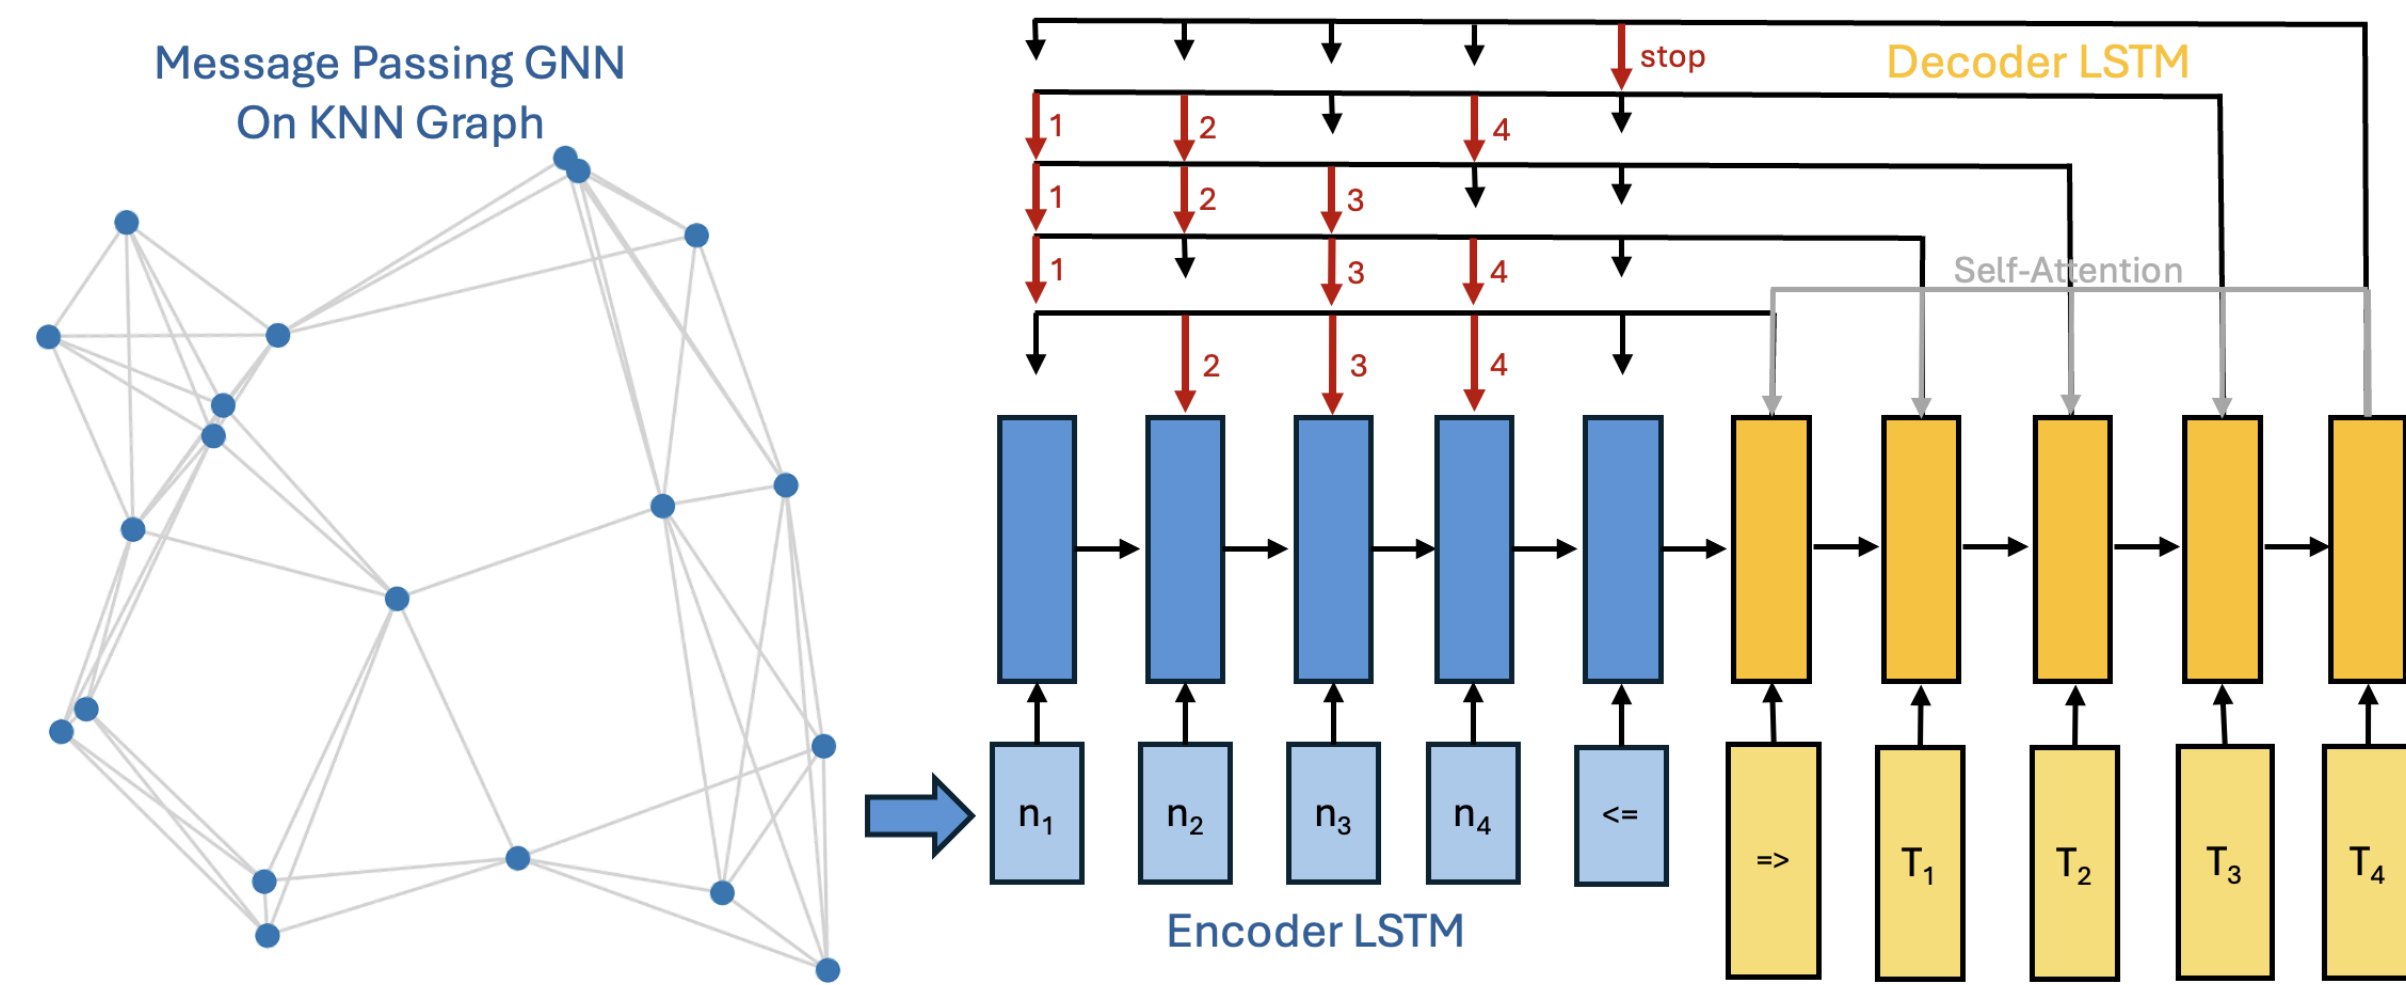 Message Passing GNN
On KNN Graph
stop
Decoder LSTM
1 2 4
1 2 3
1 3 4
Self-Attention
2 3 4
n₁ n₂ n₃ n₄ <= => T₁ T₂ T₃ T₄
Encoder LSTM